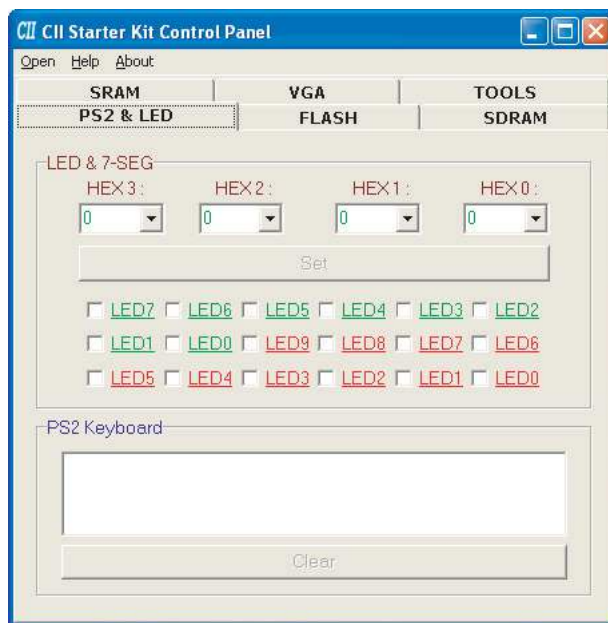 CII CII Starter Kit Control Panel
Open Help About
SRAM VGA TOOLS
PS2 & LED FLASH SDRAM
LED & 7-SEG
HEX 3 : HEX 2 : HEX 1 : HEX 0 :
0 0 0 0
Set
LED7 LED6 LED5 LED4 LED3 LED2
LED1 LED0 LED9 LED8 LED7 LED6
LED5 LED4 LED3 LED2 LED1 LED0
PS2 Keyboard
Clear